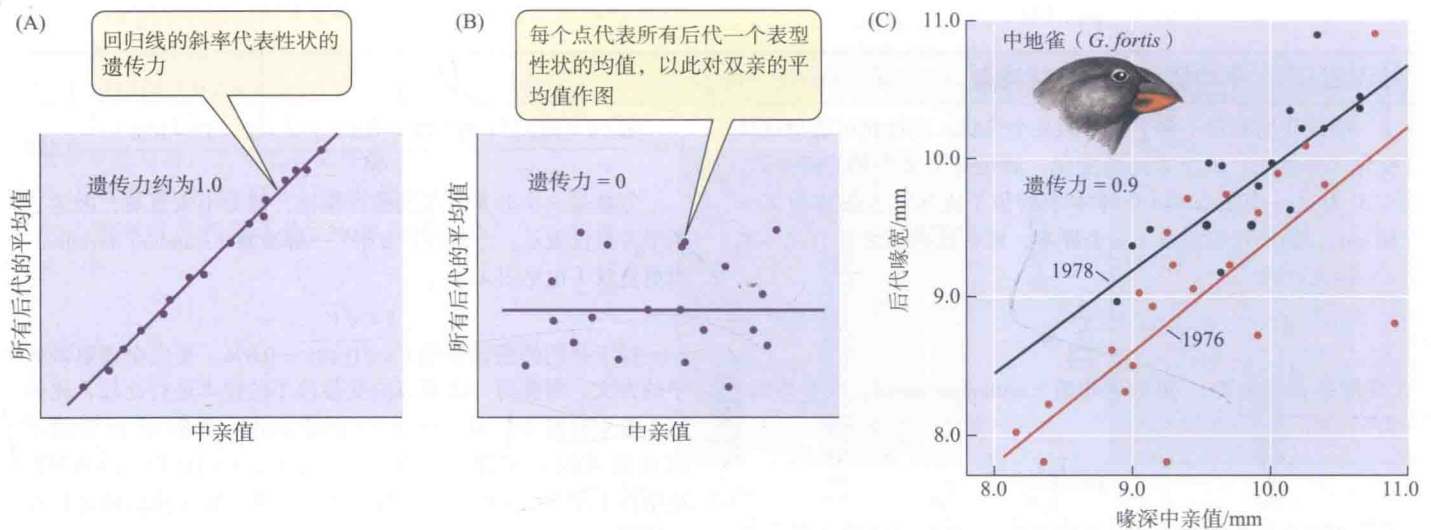 (A)
回归线的斜率代表性状的
遗传力
遗传力约为1.0
所有后代的平均值
中亲值
(B)
每个点代表所有后代一个表型
性状的均值，以此对双亲的平
均值作图
遗传力 = 0
所有后代的平均值
中亲值
(C)
中地雀（G. fortis）
遗传力 = 0.9
1978
1976
后代喙宽/mm
11.0
10.0
9.0
8.0
8.0 9.0 10.0 11.0
喙深中亲值/mm